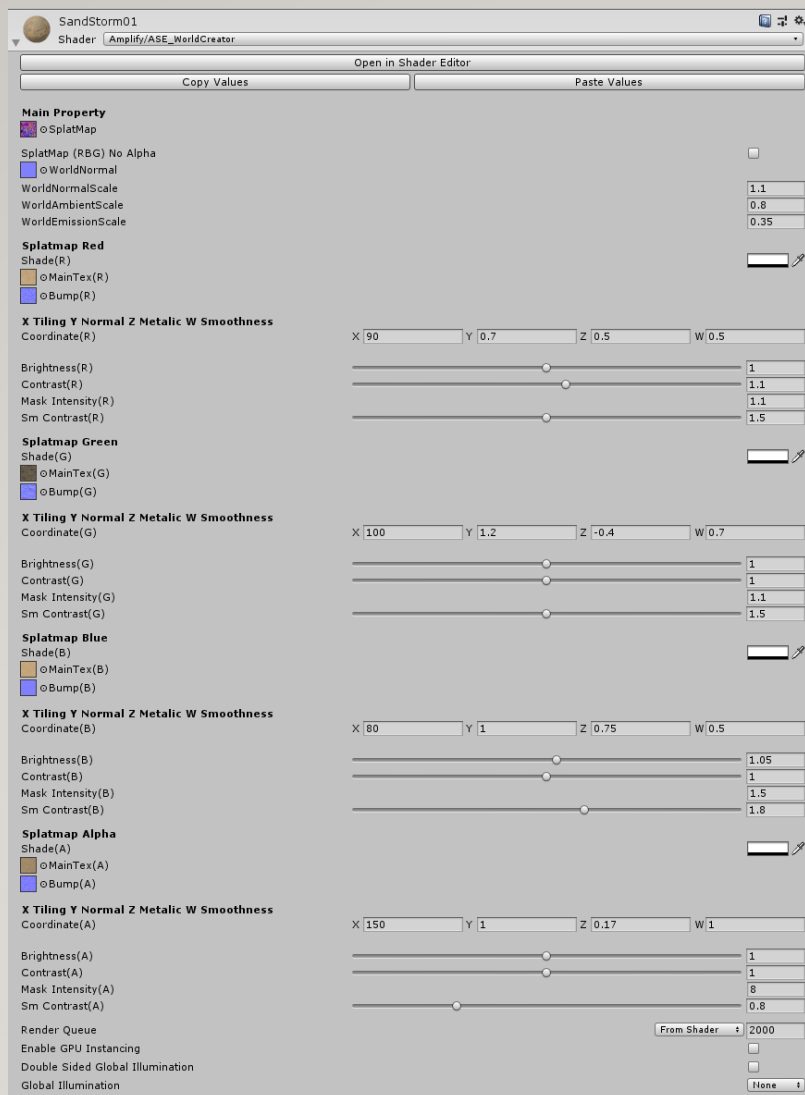 SandStorm01
Shader Amplify/ASE_WorldCreator
Open in Shader Editor
Copy Values Paste Values
Main Property
SplatMap
SplatMap (RBG) No Alpha
WorldNormal
WorldNormalScale 1.1
WorldAmbientScale 0.8
WorldEmissionScale 0.35
Splatmap Red
Shade(R)
MainTex(R)
Bump(R)
X Tiling Y Normal Z Metalic W Smoothness
Coordinate(R) X 90 Y 0.7 Z 0.5 W 0.5
Brightness(R) 1
Contrast(R) 1.1
Mask Intensity(R) 1.1
Sm Contrast(R) 1.5
Splatmap Green
Shade(G)
MainTex(G)
Bump(G)
X Tiling Y Normal Z Metalic W Smoothness
Coordinate(G) X 100 Y 1.2 Z -0.4 W 0.7
Brightness(G) 1
Contrast(G) 1
Mask Intensity(G) 1.1
Sm Contrast(G) 1.5
Splatmap Blue
Shade(B)
MainTex(B)
Bump(B)
X Tiling Y Normal Z Metalic W Smoothness
Coordinate(B) X 80 Y 1 Z 0.75 W 0.5
Brightness(B) 1.05
Contrast(B) 1
Mask Intensity(B) 1.5
Sm Contrast(B) 1.8
Splatmap Alpha
Shade(A)
MainTex(A)
Bump(A)
X Tiling Y Normal Z Metalic W Smoothness
Coordinate(A) X 150 Y 1 Z 0.17 W 1
Brightness(A) 1
Contrast(A) 1
Mask Intensity(A) 8
Sm Contrast(A) 0.8
Render Queue From Shader 2000
Enable GPU Instancing
Double Sided Global Illumination
Global Illumination None